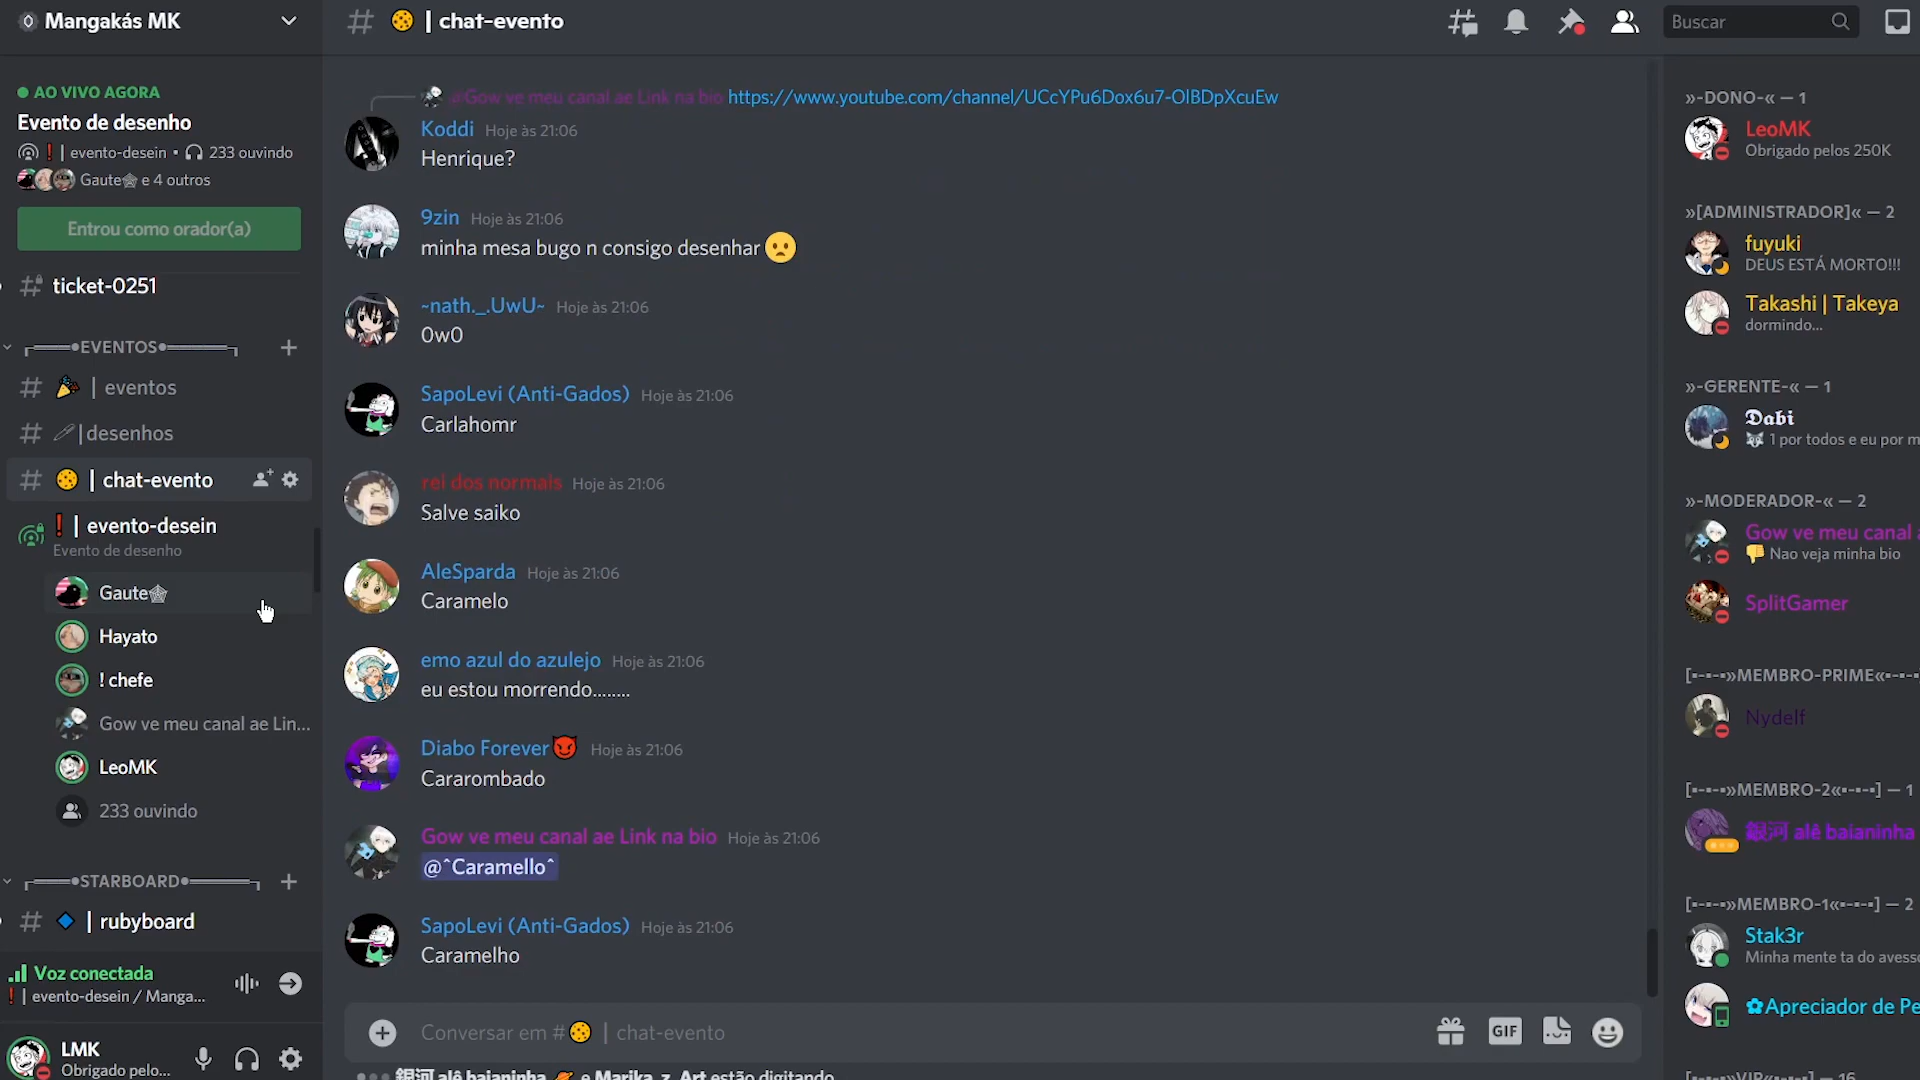 Mangakás MK
AO VIVO AGORA
Evento de desenho
❗ | evento-desein • 233 ouvindo
Gaute e 4 outros
Entrou como orador(a)
# ticket-0251
┌───•EVENTOS•───┐ +
# 🎉 | eventos
# 🖊 | desenhos
# 🍪 | chat-evento
❗ | evento-desein
Evento de desenho
Gaute
Hayato
! chefe
Gow ve meu canal ae Lin...
LeoMK
233 ouvindo
┌───•STARBOARD•───┐ +
# 🔷 | rubyboard
Voz conectada
❗ | evento-desein / Manga...
LMK
Obrigado pelo...
# 🍪 | chat-evento
Buscar
Gow ve meu canal ae Link na bio https://www.youtube.com/channel/UCcYPu6Dox6u7-OIBDpXcuEw
Koddi Hoje às 21:06
Henrique?
9zin Hoje às 21:06
minha mesa bugo n consigo desenhar 😦
~nath._.UwU~ Hoje às 21:06
0w0
SapoLevi (Anti-Gados) Hoje às 21:06
Carlahomr
rei dos normais Hoje às 21:06
Salve saiko
AleSparda Hoje às 21:06
Caramelo
emo azul do azulejo Hoje às 21:06
eu estou morrendo........
Diabo Forever😈 Hoje às 21:06
Cararombado
Gow ve meu canal ae Link na bio Hoje às 21:06
@^Caramello^
SapoLevi (Anti-Gados) Hoje às 21:06
Caramelho
Conversar em #🍪 | chat-evento
GIF
銀河 alê baianinha 🪐 e Marika_z_Art estão digitando
»-DONO-« — 1
LeoMK
Obrigado pelos 250K
»[ADMINISTRADOR]« — 2
fuyuki
DEUS ESTÁ MORTO!!!
Takashi | Takeya
dormindo...
»-GERENTE-« — 1
𝕯𝖆𝖇𝖎
🐺 1 por todos e eu por m
»-MODERADOR-« — 2
Gow ve meu canal a
👎 Nao veja minha bio
SplitGamer
[----»MEMBRO-PRIME«----
Nydelf
[----»MEMBRO-2«----] — 1
銀河 alê baianinha
[----»MEMBRO-1«----] — 2
Stak3r
Minha mente ta do avess
✿Apreciador de Pe
[----»VIP«----] — 16